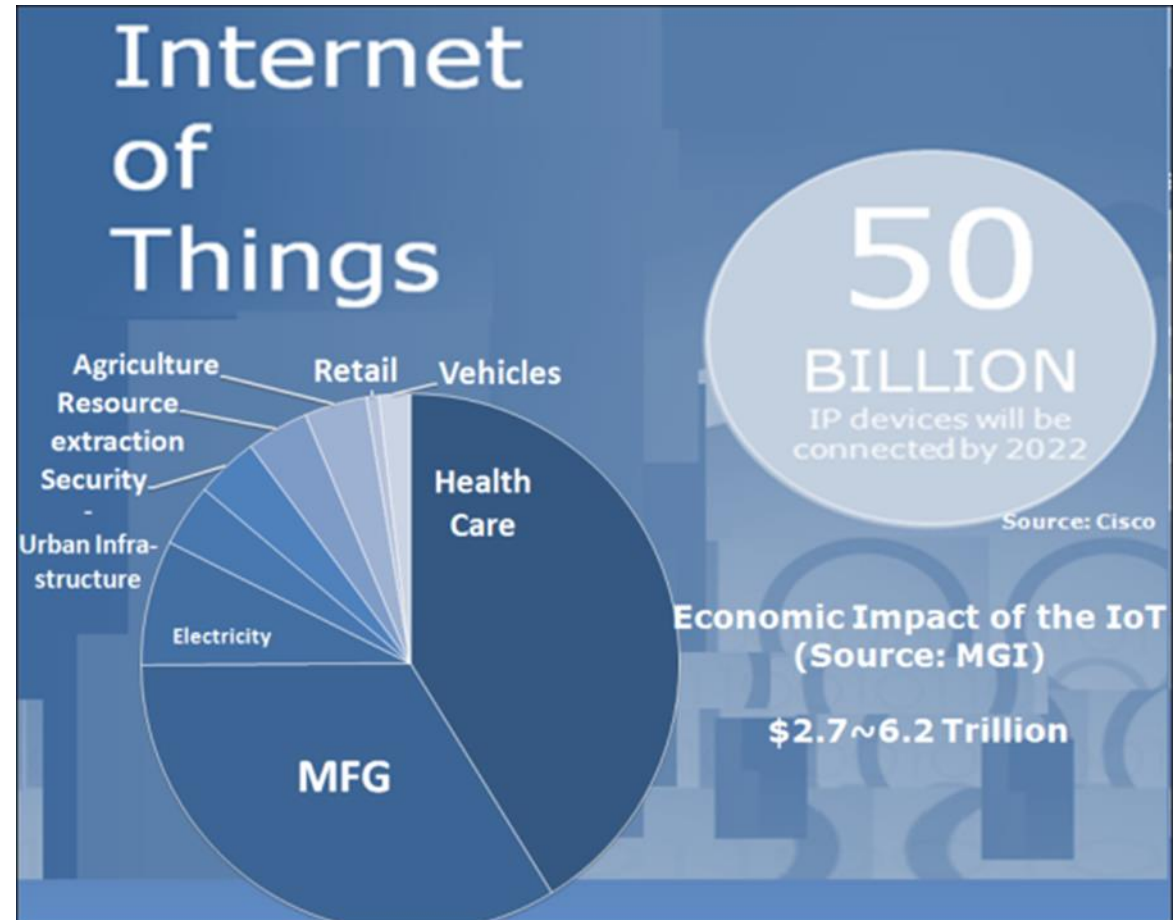 Internet
of
Things
50
BILLION
IP devices will be
connected by 2022
Source: Cisco
Agriculture
Resource
extraction
Security
-
Urban Infra-
structure
Retail
Vehicles
Health
Care
Electricity
MFG
Economic Impact of the IoT
(Source: MGI)
$2.7~6.2 Trillion